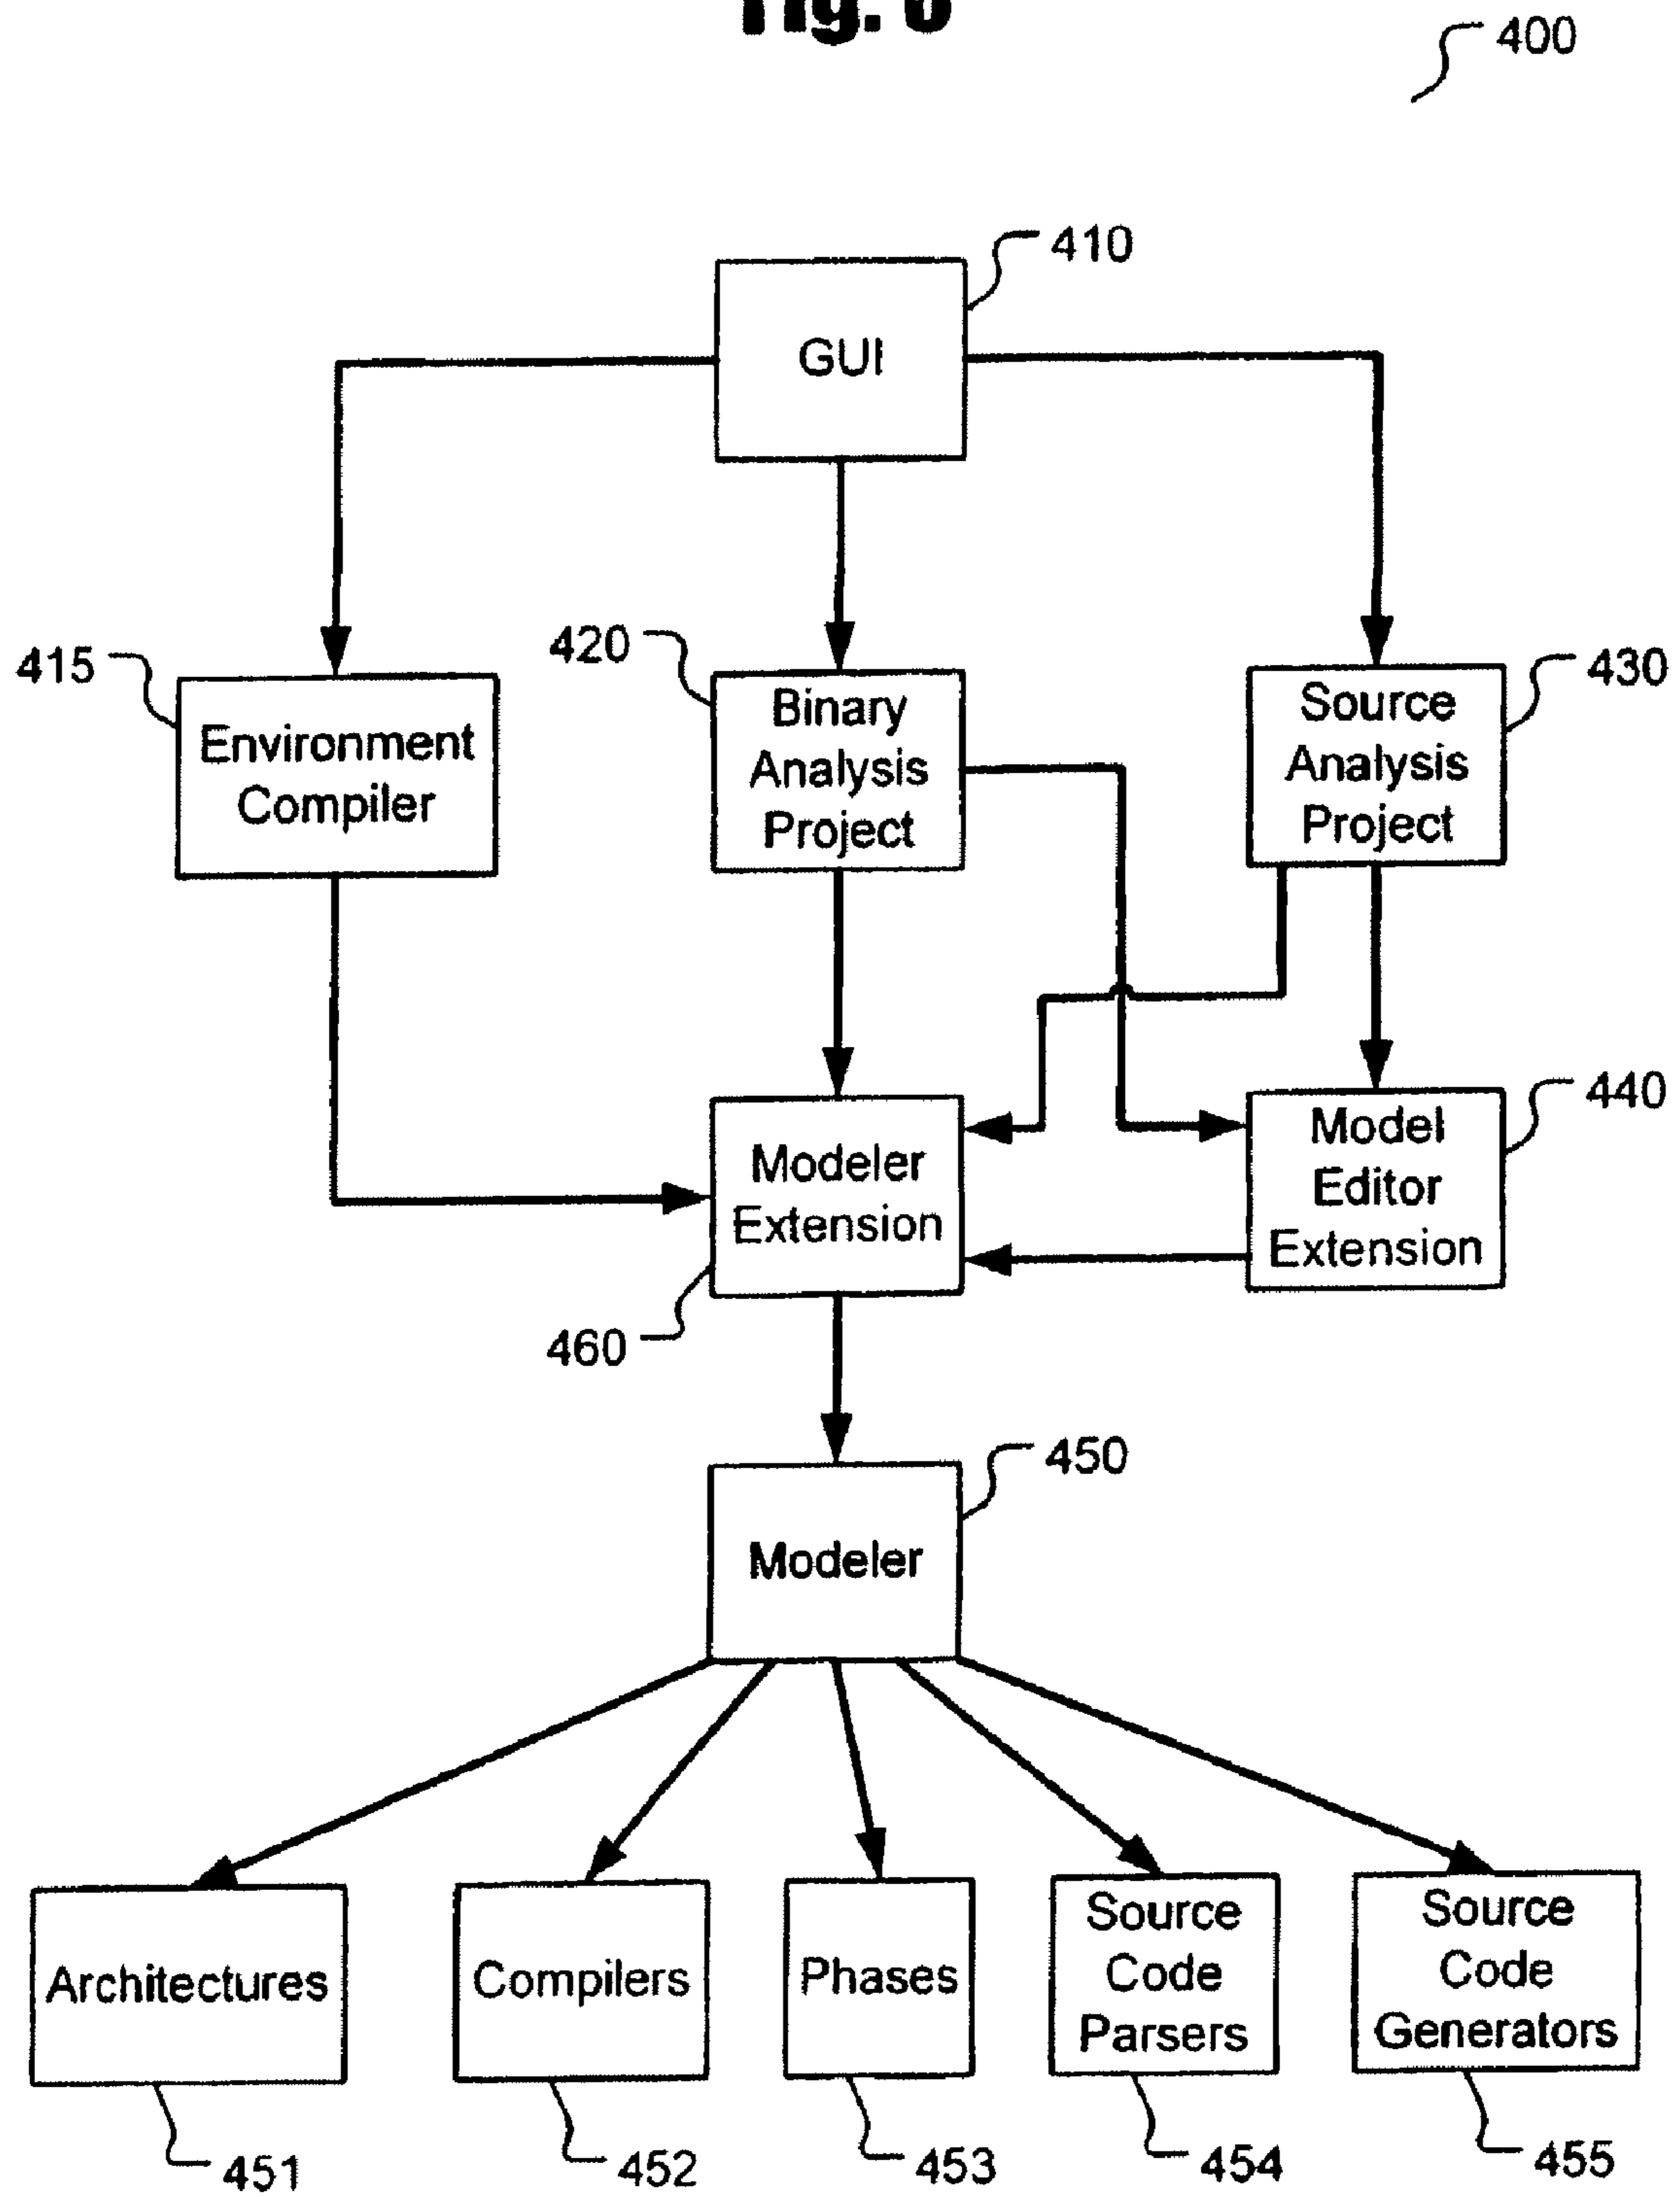 Fig.
400
410
GUI
415
Environment
Compiler
420
Binary
Analysis
Project
430
Source
Analysis
Project
Modeler
Extension
460
440
Model
Editor
Extension
450
Modeler
Architectures
Compilers
Phases
Source
Code
Parsers
Source
Code
Generators
451
452
453
454
455